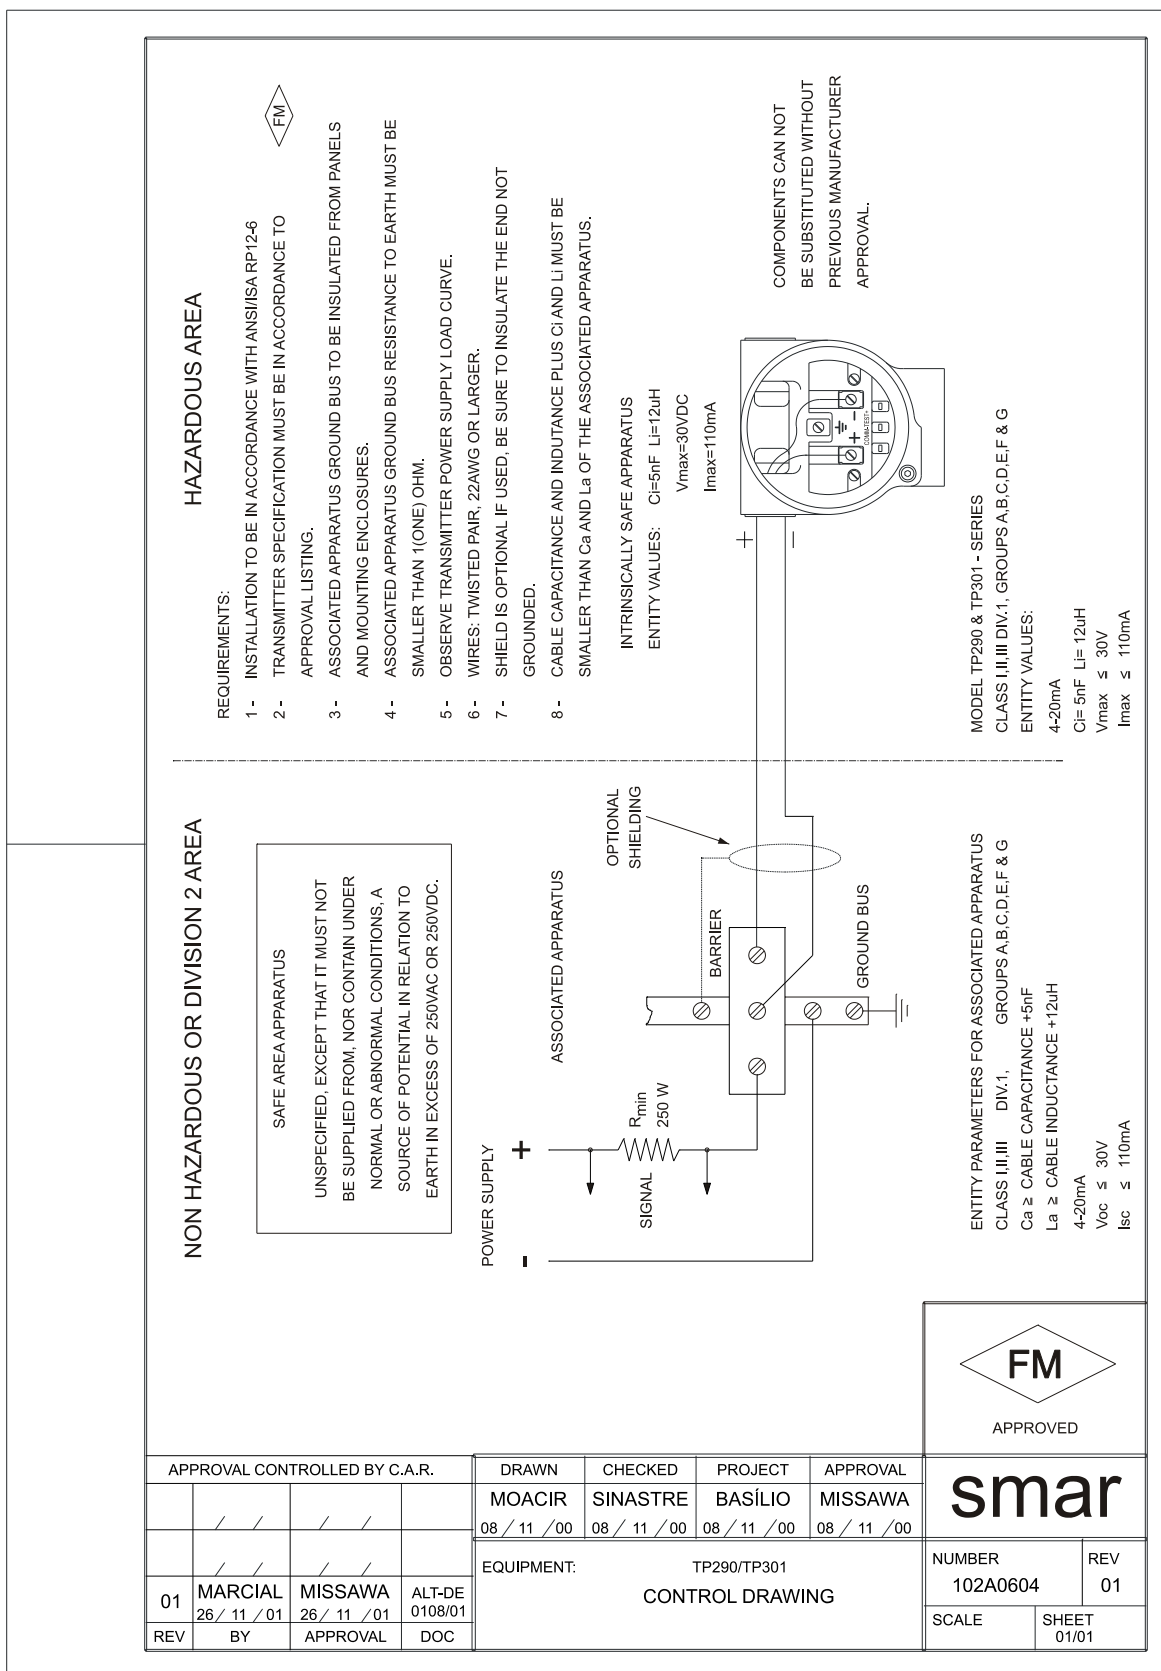 NON HAZARDOUS OR DIVISION 2 AREA
SAFE AREA APPARATUS
UNSPECIFIED, EXCEPT THAT IT MUST NOT
BE SUPPLIED FROM, NOR CONTAIN UNDER
NORMAL OR ABNORMAL CONDITIONS, A
SOURCE OF POTENTIAL IN RELATION TO
EARTH IN EXCESS OF 250VAC OR 250VDC.
POWER SUPPLY
-
+
SIGNAL
Rmin
250 W
ASSOCIATED APPARATUS
OPTIONAL
SHIELDING
BARRIER
GROUND BUS
ENTITY PARAMETERS FOR ASSOCIATED APPARATUS
CLASS I,II,III DIV.1, GROUPS A,B,C,D,E,F & G
Ca ≥ CABLE CAPACITANCE +5nF
La ≥ CABLE INDUCTANCE +12uH
4-20mA
Voc ≤ 30V
Isc ≤ 110mA
HAZARDOUS AREA
FM
REQUIREMENTS:
1 - INSTALLATION TO BE IN ACCORDANCE WITH ANSI/ISA RP12-6
2 - TRANSMITTER SPECIFICATION MUST BE IN ACCORDANCE TO
APPROVAL LISTING.
3 - ASSOCIATED APPARATUS GROUND BUS TO BE INSULATED FROM PANELS
AND MOUNTING ENCLOSURES.
4 - ASSOCIATED APPARATUS GROUND BUS RESISTANCE TO EARTH MUST BE
SMALLER THAN 1(ONE) OHM.
5 - OBSERVE TRANSMITTER POWER SUPPLY LOAD CURVE.
6 - WIRES: TWISTED PAIR, 22AWG OR LARGER.
7 - SHIELD IS OPTIONAL IF USED, BE SURE TO INSULATE THE END NOT
GROUNDED.
8 - CABLE CAPACITANCE AND INDUTANCE PLUS Ci AND Li MUST BE
SMALLER THAN Ca AND La OF THE ASSOCIATED APPARATUS.
INTRINSICALLY SAFE APPARATUS
ENTITY VALUES: Ci=5nF Li=12uH
Vmax=30VDC
Imax=110mA
COMPONENTS CAN NOT
BE SUBSTITUTED WITHOUT
PREVIOUS MANUFACTURER
APPROVAL.
+
-
+ -
COMM -TEST+
MODEL TP290 & TP301 - SERIES
CLASS I,II,III DIV.1, GROUPS A,B,C,D,E,F & G
ENTITY VALUES:
4-20mA
Ci= 5nF Li= 12uH
Vmax ≤ 30V
Imax ≤ 110mA
FM
APPROVED
APPROVAL CONTROLLED BY C.A.R.
/ / / /
/ / / /
01 MARCIAL MISSAWA ALT-DE
26/ 11 /01 26/ 11 /01 0108/01
REV BY APPROVAL DOC
DRAWN CHECKED PROJECT APPROVAL
MOACIR SINASTRE BASÍLIO MISSAWA
08 / 11 /00 08 / 11 /00 08 / 11 /00 08 / 11 /00
EQUIPMENT: TP290/TP301
CONTROL DRAWING
smar
NUMBER REV
102A0604 01
SCALE SHEET
01/01